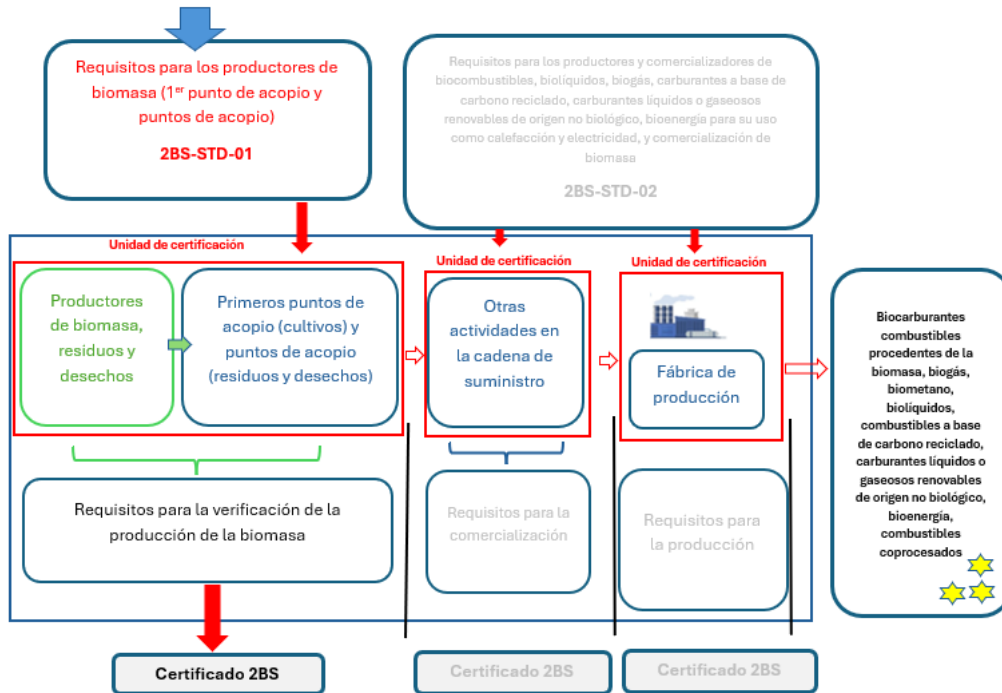 Requisitos para los productores de
biomasa (1er punto de acopio y
puntos de acopio)
2BS-STD-01
Requisitos para los productores y comercializadores de
biocombustibles, biolíquidos, biogás, carburantes a base de
carbono reciclado, carburantes líquidos o gaseosos
renovables de origen no biológico, bioenergía para su uso
como calefacción y electricidad, y comercialización de
biomasa
2BS-STD-02
Unidad de certificación
Productores
de biomasa,
residuos y
desechos
Primeros puntos de
acopio (cultivos) y
puntos de acopio
(residuos y desechos)
Unidad de certificación
Otras
actividades en
la cadena de
suministro
Unidad de certificación
Fábrica de
producción
Biocarburantes
combustibles
procedentes de la
biomasa, biogás,
biometano,
biolíquidos,
combustibles a base
de carbono reciclado,
carburantes líquidos o
gaseosos renovables
de origen no biológico,
bioenergía,
combustibles
coprocesados
Requisitos para la verificación de la
producción de la biomasa
Requisitos para la
comercialización
Requisitos para
la producción
Certificado 2BS
Certificado 2BS
Certificado 2BS